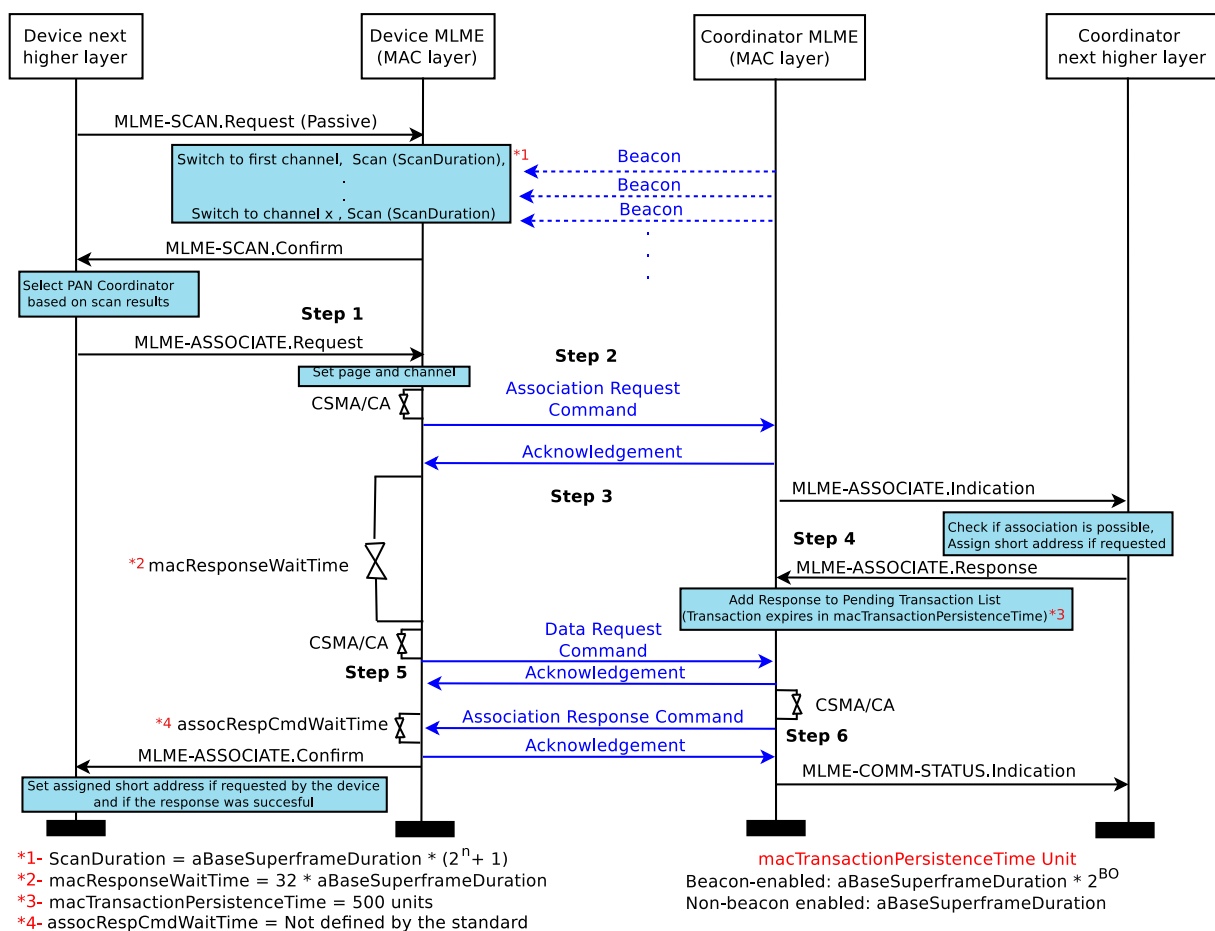 Device next
higher layer
Device MLME
(MAC layer)
Coordinator MLME
(MAC layer)
Coordinator
next higher layer
MLME-SCAN.Request (Passive)
Switch to first channel, Scan (ScanDuration),
*1
.
.
Switch to channel x , Scan (ScanDuration)
Beacon
Beacon
Beacon
.
.
.
MLME-SCAN.Confirm
Select PAN Coordinator
based on scan results
Step 1
MLME-ASSOCIATE.Request
Step 2
Set page and channel
CSMA/CA
Association Request
Command
Acknowledgement
Step 3
MLME-ASSOCIATE.Indication
Check if association is possible,
Assign short address if requested
Step 4
*2 macResponseWaitTime
MLME-ASSOCIATE.Response
Add Response to Pending Transaction List
(Transaction expires in macTransactionPersistenceTime)*3
CSMA/CA
Data Request
Command
Step 5
Acknowledgement
CSMA/CA
*4 assocRespCmdWaitTime
Association Response Command
Step 6
Acknowledgement
MLME-ASSOCIATE.Confirm
MLME-COMM-STATUS.Indication
Set assigned short address if requested by the device
and if the response was succesful
*1- ScanDuration = aBaseSuperframeDuration * (2^n + 1)
*2- macResponseWaitTime = 32 * aBaseSuperframeDuration
*3- macTransactionPersistenceTime = 500 units
*4- assocRespCmdWaitTime = Not defined by the standard
macTransactionPersistenceTime Unit
Beacon-enabled: aBaseSuperframeDuration * 2^BO
Non-beacon enabled: aBaseSuperframeDuration